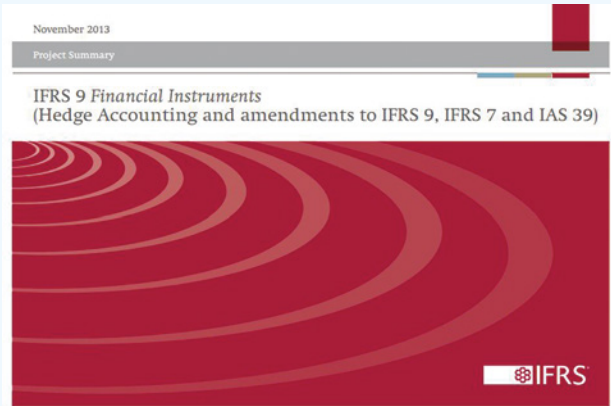 November 2013
Project Summary
IFRS 9 Financial Instruments
(Hedge Accounting and amendments to IFRS 9, IFRS 7 and IAS 39)
IFRS